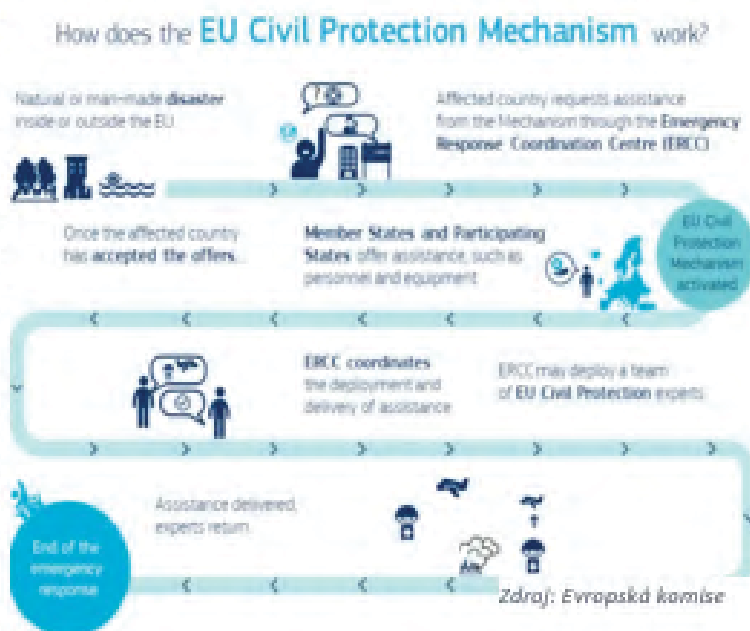 How does the EU Civil Protection Mechanism work?
Natural or man-made disaster
inside or outside the EU
Affected country requests assistance
from the Mechanism through the Emergency
Response Coordination Centre (ERCC)
EU Civil
Protection
Mechanism
activated
Member States and Participating
States offer assistance, such as
personnel and equipment
Once the affected country
has accepted the offers...
ERCC coordinates
the deployment and
delivery of assistance
ERCC may deploy a team
of EU Civil Protection experts
Assistance delivered,
experts return
End of the
emergency
response
Zdroj: Evropská komise